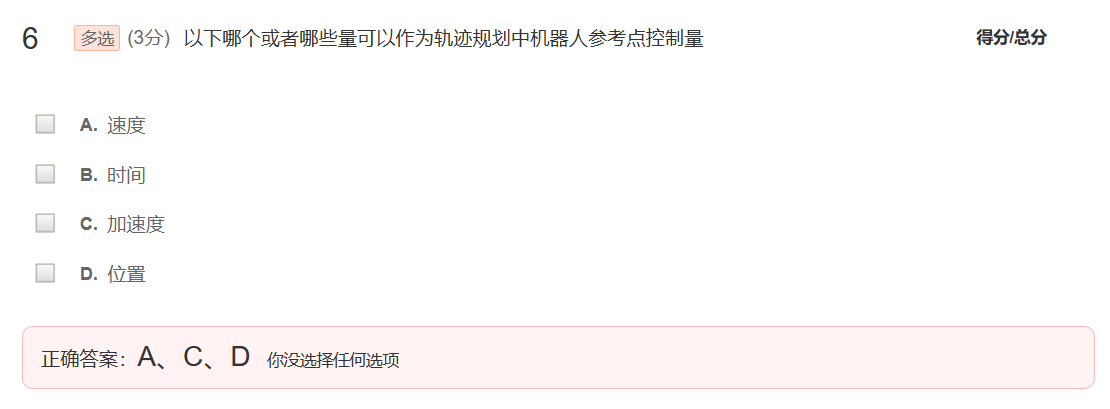 6 多选 (3分) 以下哪个或者哪些量可以作为轨迹规划中机器人参考点控制量 得分/总分
A. 速度
B. 时间
C. 加速度
D. 位置
正确答案：A、C、D 你没选择任何选项